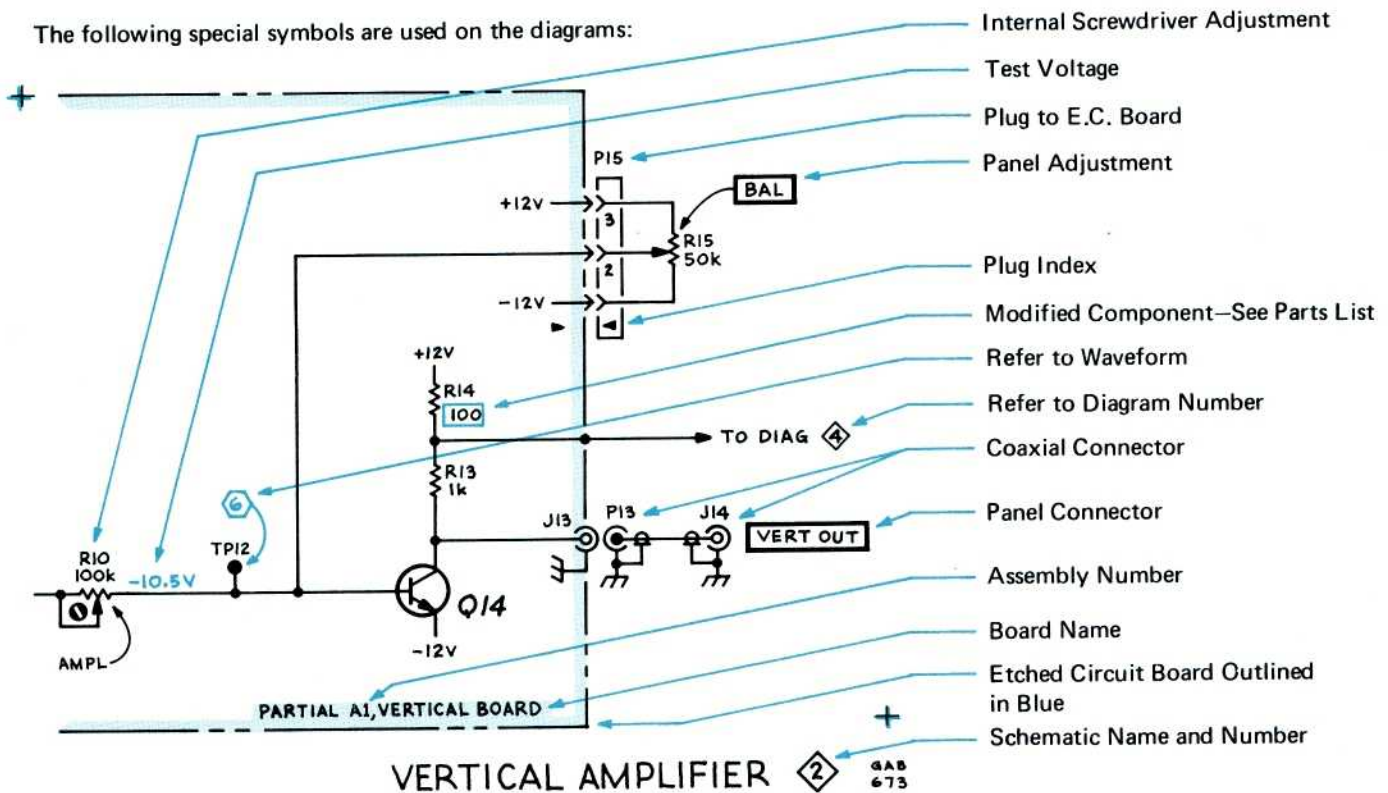 The following special symbols are used on the diagrams:
Internal Screwdriver Adjustment
Test Voltage
Plug to E.C. Board
Panel Adjustment
Plug Index
Modified Component—See Parts List
Refer to Waveform
Refer to Diagram Number
Coaxial Connector
Panel Connector
Assembly Number
Board Name
Etched Circuit Board Outlined
in Blue
Schematic Name and Number
P15
BAL
+12V
3
R15
50k
2
-12V
+12V
R14
100
TO DIAG 4
R13
1k
6
J13
P13
J14
VERT OUT
TP12
R10
100k
-10.5V
Q14
AMPL
-12V
PARTIAL A1, VERTICAL BOARD
VERTICAL AMPLIFIER 2
GAB
673